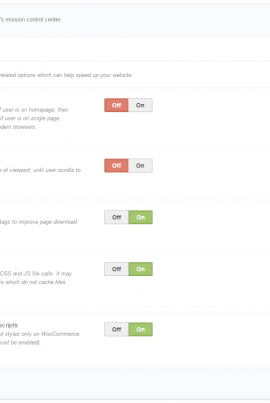 's mission control center.
related options which can help speed up your website.
if user is on homepage, then
if user is on single page,
dern browsers.
Off On
of viewport, until user scrolls to
Off On
tags to improve page download
Off On
CSS and JS file calls. It may
rs which do not cache files
Off On
scripts
d styles only on WooCommerce
must be enabled)
Off On